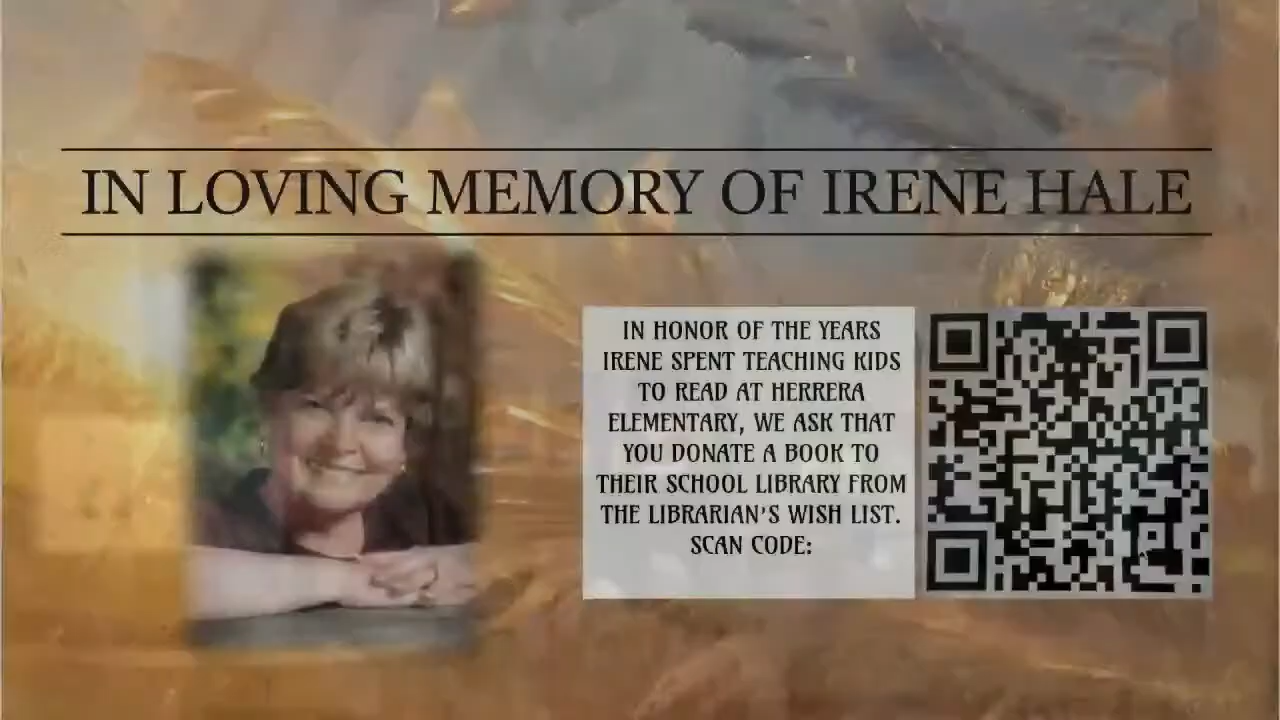 IN LOVING MEMORY OF IRENE HALE
IN HONOR OF THE YEARS
IRENE SPENT TEACHING KIDS
TO READ AT HERRERA
ELEMENTARY, WE ASK THAT
YOU DONATE A BOOK TO
THEIR SCHOOL LIBRARY FROM
THE LIBRARIAN'S WISH LIST.
SCAN CODE: